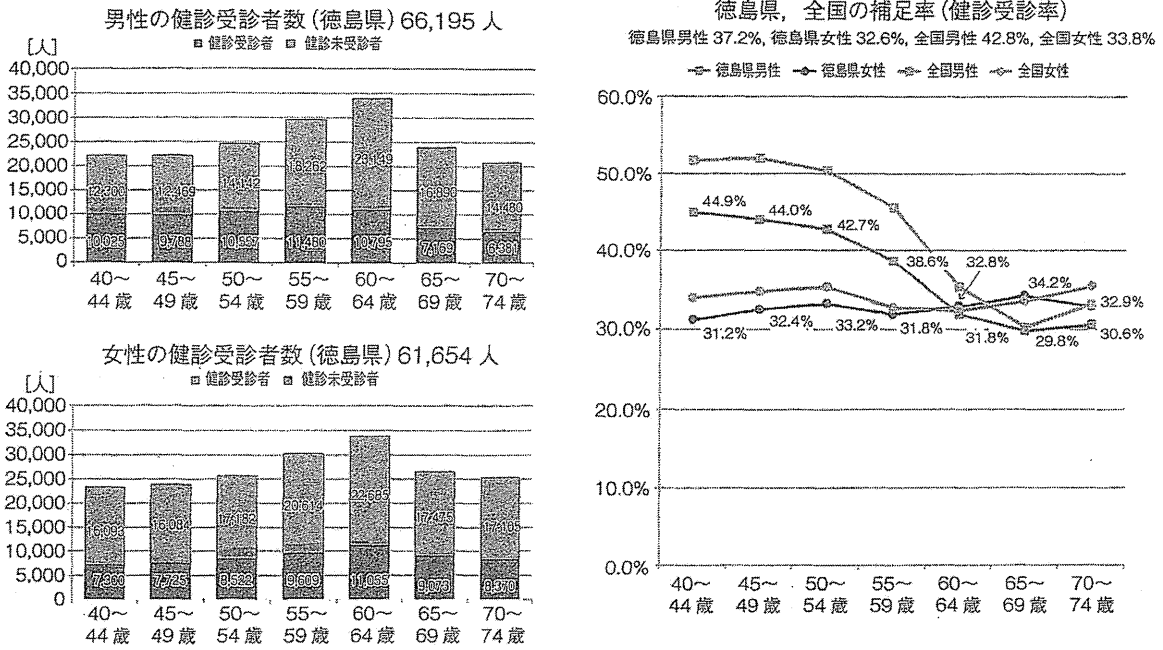 男性の健診受診者数(徳島県)66,195 人
[人]
■ 健診受診者 ■ 健診未受診者
40,000
35,000
30,000
25,000
20,000
15,000
10,000
5,000
0
12,300 12,469 14,142 18,262 23,149 16,890 14,480
10,025 9,788 10,557 11,480 10,795 7,169 6,381
40～ 45～ 50～ 55～ 60～ 65～ 70～
44 歳 49 歳 54 歳 59 歳 64 歳 69 歳 74 歳
女性の健診受診者数(徳島県)61,654 人
[人]
■ 健診受診者 ■ 健診未受診者
40,000
35,000
30,000
25,000
20,000
15,000
10,000
5,000
0
16,093 16,084 17,182 20,614 22,685 17,475 17,105
7,300 7,725 8,522 9,609 11,055 9,073 8,370
40～ 45～ 50～ 55～ 60～ 65～ 70～
44 歳 49 歳 54 歳 59 歳 64 歳 69 歳 74 歳
徳島県，全国の補足率(健診受診率)
徳島県男性 37.2%, 徳島県女性 32.6%, 全国男性 42.8%, 全国女性 33.8%
徳島県男性 徳島県女性 全国男性 全国女性
60.0%
50.0%
40.0%
30.0%
20.0%
10.0%
0.0%
44.9% 44.0% 42.7% 38.6% 32.8% 34.2% 32.9%
31.2% 32.4% 33.2% 31.8% 31.8% 29.8% 30.6%
40～ 45～ 50～ 55～ 60～ 65～ 70～
44 歳 49 歳 54 歳 59 歳 64 歳 69 歳 74 歳